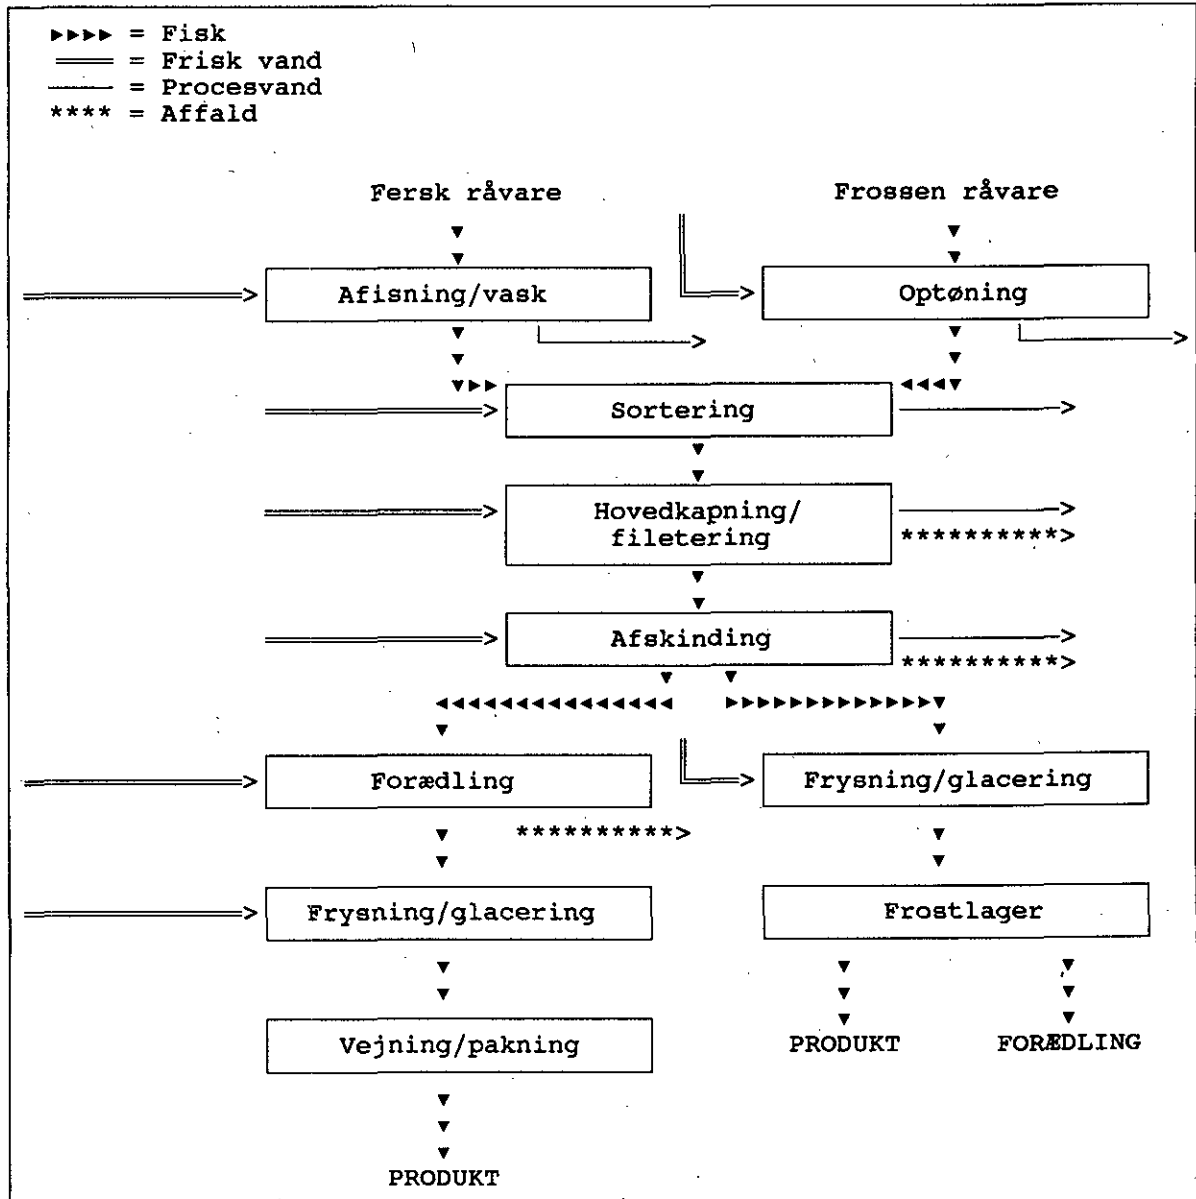 ►►►► = Fisk
═══ = Frisk vand
─── = Procesvand
**** = Affald
Fersk råvare
Frossen råvare
Afisning/vask
Optøning
Sortering
Hovedkapning/
filetering
**********>
Afskinding
**********>
Forædling
Frysning/glacering
**********>
Frysning/glacering
Frostlager
Vejning/pakning
PRODUKT
FORÆDLING
PRODUKT